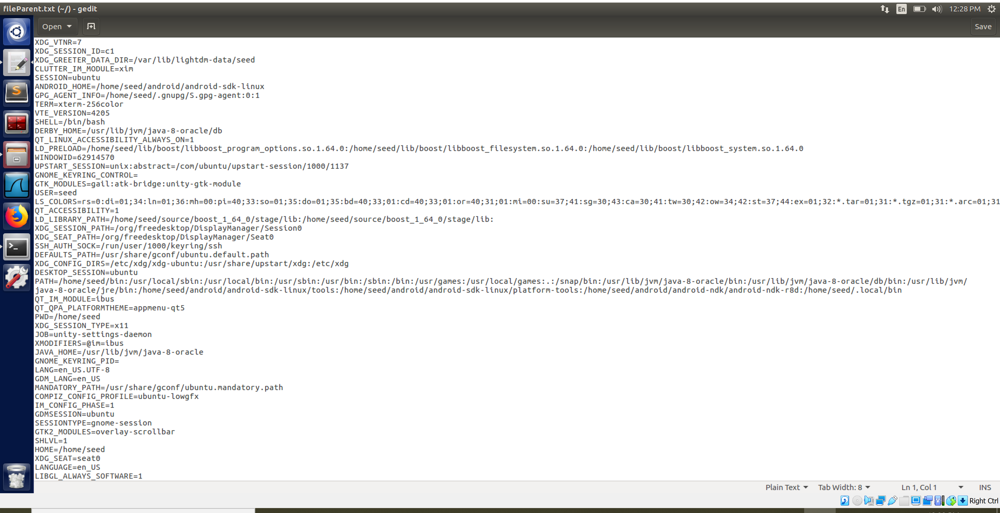 fileParent.txt (~/) - gedit
En
12:28 PM
Open
Save
XDG_VTNR=7
XDG_SESSION_ID=c1
XDG_GREETER_DATA_DIR=/var/lib/lightdm-data/seed
CLUTTER_IM_MODULE=xim
SESSION=ubuntu
ANDROID_HOME=/home/seed/android/android-sdk-linux
GPG_AGENT_INFO=/home/seed/.gnupg/S.gpg-agent:0:1
TERM=xterm-256color
VTE_VERSION=4205
SHELL=/bin/bash
DERBY_HOME=/usr/lib/jvm/java-8-oracle/db
QT_LINUX_ACCESSIBILITY_ALWAYS_ON=1
LD_PRELOAD=/home/seed/lib/boost/libboost_program_options.so.1.64.0:/home/seed/lib/boost/libboost_filesystem.so.1.64.0:/home/seed/lib/boost/libboost_system.so.1.64.0
WINDOWID=62914570
UPSTART_SESSION=unix:abstract=/com/ubuntu/upstart-session/1000/1137
GNOME_KEYRING_CONTROL=
GTK_MODULES=gail:atk-bridge:unity-gtk-module
USER=seed
LS_COLORS=rs=0:di=01;34:ln=01;36:mh=00:pi=40;33:so=01;35:do=01;35:bd=40;33;01:cd=40;33;01:or=40;31;01:mi=00:su=37;41:sg=30;43:ca=30;41:tw=30;42:ow=34;42:st=37;44:ex=01;32:*.tar=01;31:*.tgz=01;31:*.arc=01;31
QT_ACCESSIBILITY=1
LD_LIBRARY_PATH=/home/seed/source/boost_1_64_0/stage/lib:/home/seed/source/boost_1_64_0/stage/lib:
XDG_SESSION_PATH=/org/freedesktop/DisplayManager/Session0
XDG_SEAT_PATH=/org/freedesktop/DisplayManager/Seat0
SSH_AUTH_SOCK=/run/user/1000/keyring/ssh
DEFAULTS_PATH=/usr/share/gconf/ubuntu.default.path
XDG_CONFIG_DIRS=/etc/xdg/xdg-ubuntu:/usr/share/upstart/xdg:/etc/xdg
DESKTOP_SESSION=ubuntu
PATH=/home/seed/bin:/usr/local/sbin:/usr/local/bin:/usr/sbin:/usr/bin:/sbin:/bin:/usr/games:/usr/local/games:.:/snap/bin:/usr/lib/jvm/java-8-oracle/bin:/usr/lib/jvm/java-8-oracle/db/bin:/usr/lib/jvm/
java-8-oracle/jre/bin:/home/seed/android/android-sdk-linux/tools:/home/seed/android/android-sdk-linux/platform-tools:/home/seed/android/android-ndk/android-ndk-r8d:/home/seed/.local/bin
QT_IM_MODULE=ibus
QT_QPA_PLATFORMTHEME=appmenu-qt5
PWD=/home/seed
XDG_SESSION_TYPE=x11
JOB=unity-settings-daemon
XMODIFIERS=@im=ibus
JAVA_HOME=/usr/lib/jvm/java-8-oracle
GNOME_KEYRING_PID=
LANG=en_US.UTF-8
GDM_LANG=en_US
MANDATORY_PATH=/usr/share/gconf/ubuntu.mandatory.path
COMPIZ_CONFIG_PROFILE=ubuntu-lowgfx
IM_CONFIG_PHASE=1
GDMSESSION=ubuntu
SESSIONTYPE=gnome-session
GTK2_MODULES=overlay-scrollbar
SHLVL=1
HOME=/home/seed
XDG_SEAT=seat0
LANGUAGE=en_US
LIBGL_ALWAYS_SOFTWARE=1
Plain Text
Tab Width: 8
Ln 1, Col 1
INS
Right Ctrl